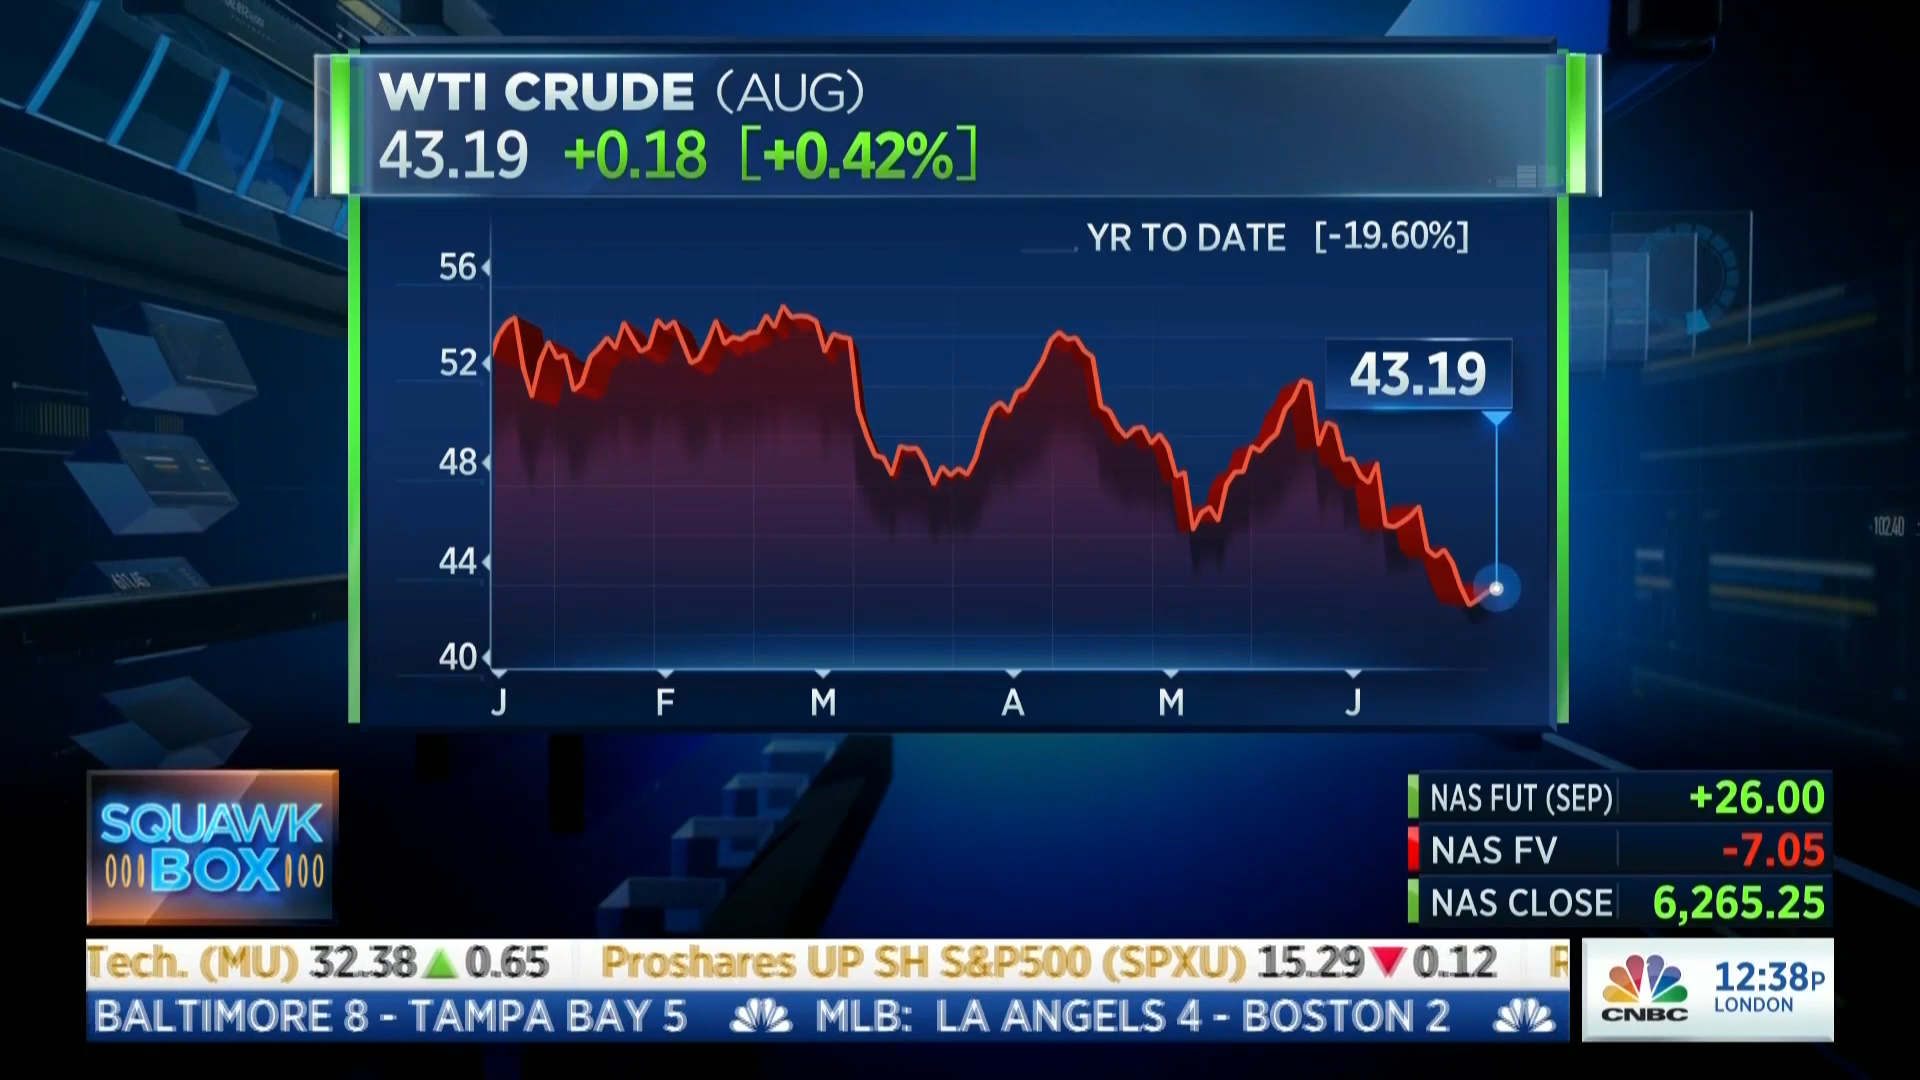 WTI CRUDE (AUG)
43.19 +0.18 [+0.42%]
YR TO DATE [-19.60%]
56
52
48
44
40
43.19
J F M A M J
102.40
SQUAWK
BOX
NAS FUT (SEP) +26.00
NAS FV -7.05
NAS CLOSE 6,265.25
Tech. (MU) 32.38 ▲ 0.65 Proshares UP SH S&P500 (SPXU) 15.29 ▼ 0.12
BALTIMORE 8 - TAMPA BAY 5 MLB: LA ANGELS 4 - BOSTON 2
CNBC
12:38P
LONDON